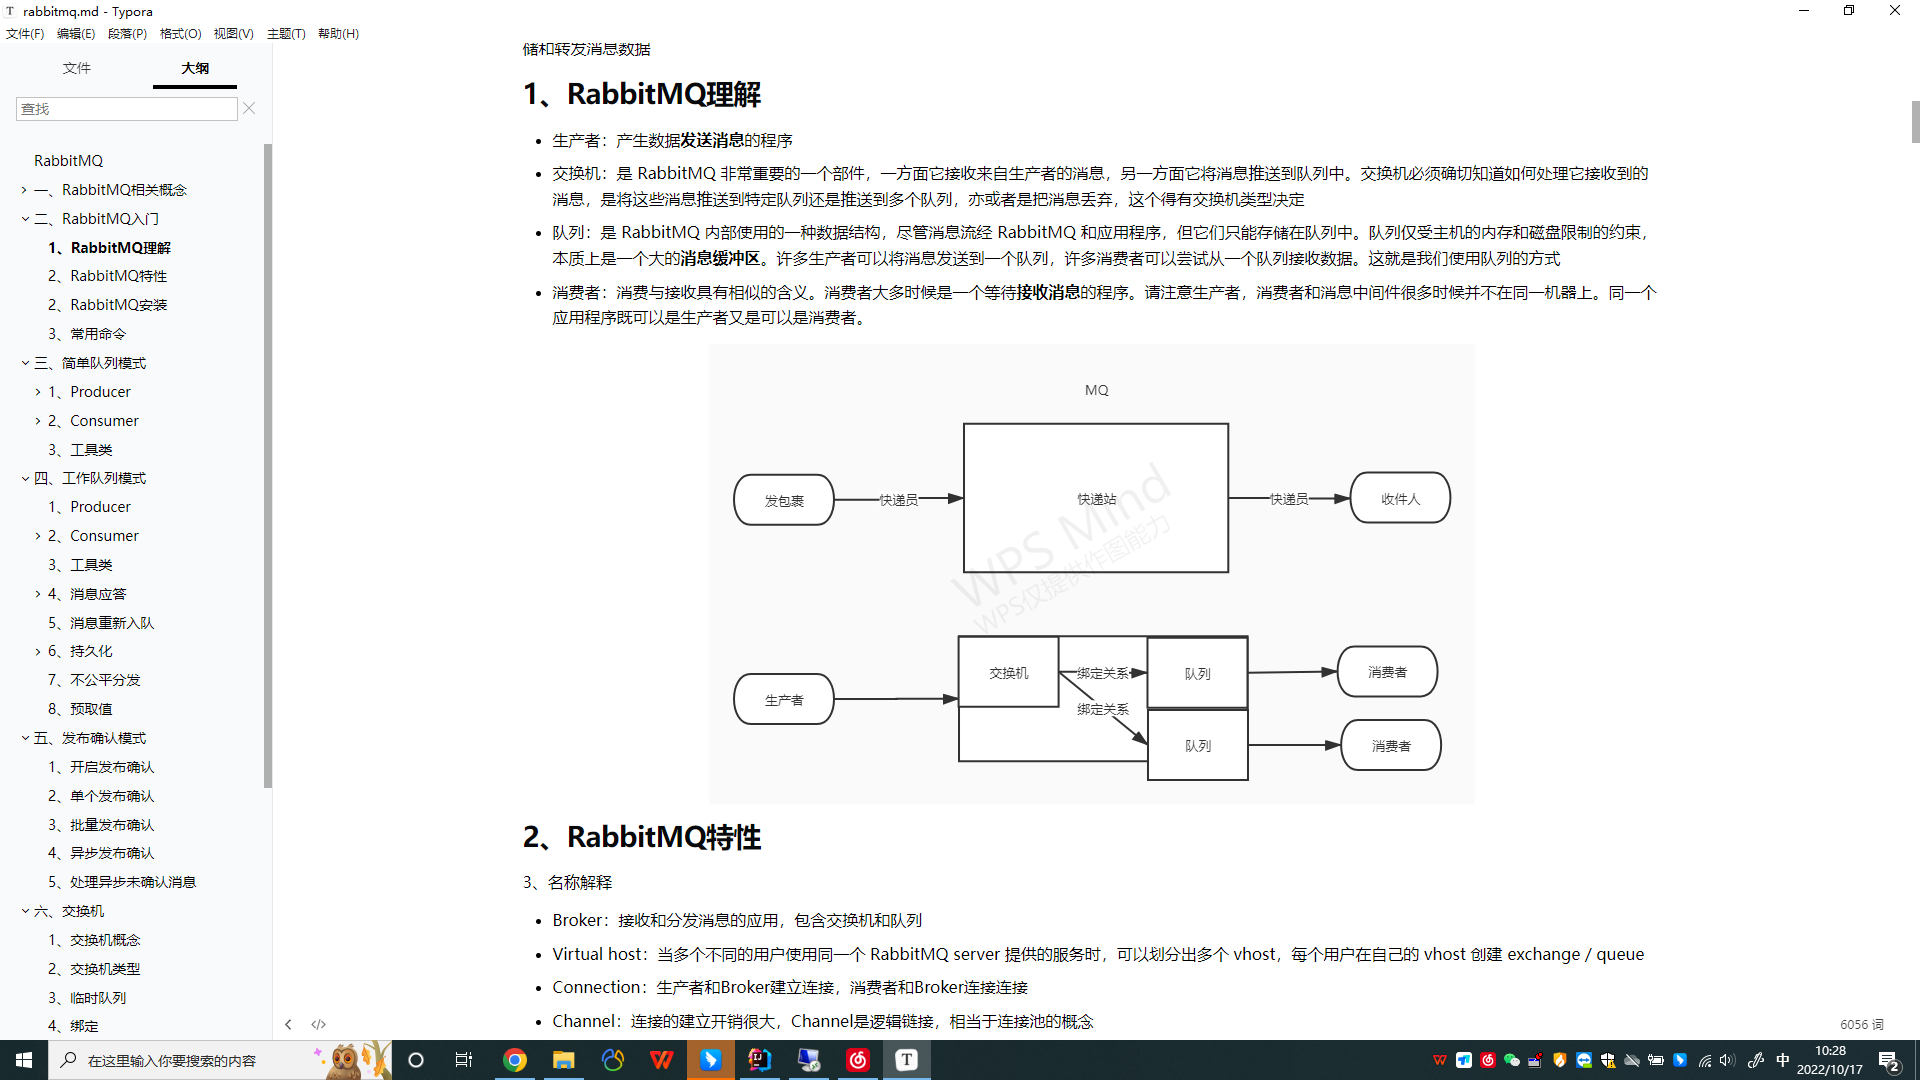 rabbitmq.md - Typora
文件(F) 编辑(E) 段落(P) 格式(O) 视图(V) 主题(T) 帮助(H)
文件 大纲
查找
RabbitMQ
一、RabbitMQ相关概念
二、RabbitMQ入门
1、RabbitMQ理解
2、RabbitMQ特性
2、RabbitMQ安装
3、常用命令
三、简单队列模式
1、Producer
2、Consumer
3、工具类
四、工作队列模式
1、Producer
2、Consumer
3、工具类
4、消息应答
5、消息重新入队
6、持久化
7、不公平分发
8、预取值
五、发布确认模式
1、开启发布确认
2、单个发布确认
3、批量发布确认
4、异步发布确认
5、处理异步未确认消息
六、交换机
1、交换机概念
2、交换机类型
3、临时队列
4、绑定
储和转发消息数据
1、RabbitMQ理解
生产者：产生数据发送消息的程序
交换机：是 RabbitMQ 非常重要的一个部件，一方面它接收来自生产者的消息，另一方面它将消息推送到队列中。交换机必须确切知道如何处理它接收到的
消息，是将这些消息推送到特定队列还是推送到多个队列，亦或者是把消息丢弃，这个得有交换机类型决定
队列：是 RabbitMQ 内部使用的一种数据结构，尽管消息流经 RabbitMQ 和应用程序，但它们只能存储在队列中。队列仅受主机的内存和磁盘限制的约束，
本质上是一个大的消息缓冲区。许多生产者可以将消息发送到一个队列，许多消费者可以尝试从一个队列接收数据。这就是我们使用队列的方式
消费者：消费与接收具有相似的含义。消费者大多时候是一个等待接收消息的程序。请注意生产者，消费者和消息中间件很多时候并不在同一机器上。同一个
应用程序既可以是生产者又是可以是消费者。
MQ
发包裹 快递员 快递站 快递员 收件人
WPS Mind
WPS仅提供作图能力
交换机 绑定关系 队列 消费者
生产者 绑定关系
队列 消费者
2、RabbitMQ特性
3、名称解释
Broker：接收和分发消息的应用，包含交换机和队列
Virtual host：当多个不同的用户使用同一个 RabbitMQ server 提供的服务时，可以划分出多个 vhost，每个用户在自己的 vhost 创建 exchange / queue
Connection：生产者和Broker建立连接，消费者和Broker连接连接
Channel：连接的建立开销很大，Channel是逻辑链接，相当于连接池的概念
6056 词
在这里输入你要搜索的内容
中
10:28
2022/10/17
2